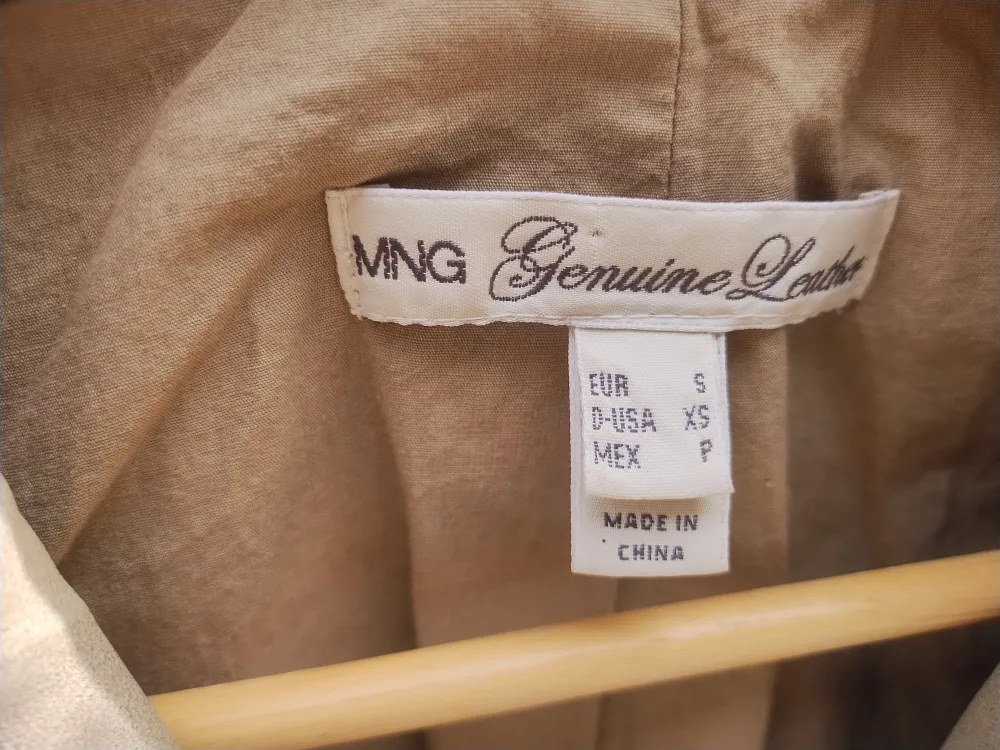 MNG Genuine Leather
EUR S
D-USA XS
MEX P
MADE IN
CHINA